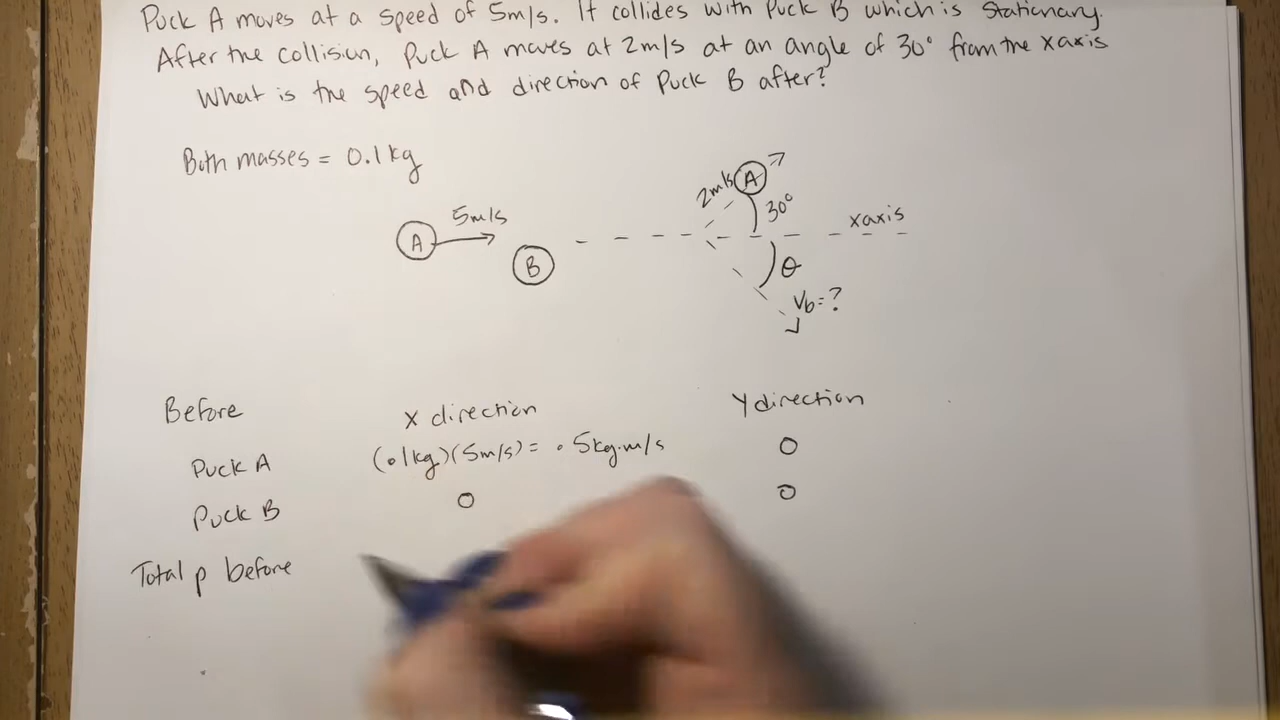 Puck A moves at a speed of 5m/s. It collides with Puck B which is stationary.
After the collision, Puck A moves at 2m/s at an angle of 30° from the x axis
What is the speed and direction of Puck B after?
Both masses = 0.1kg
5m/s
A
B
2m/s
A
30°
x axis
θ
Vb=?
Before
X direction
Y direction
Puck A
(.1kg)(5m/s)= .5kg·m/s
0
Puck B
0
0
Total p before